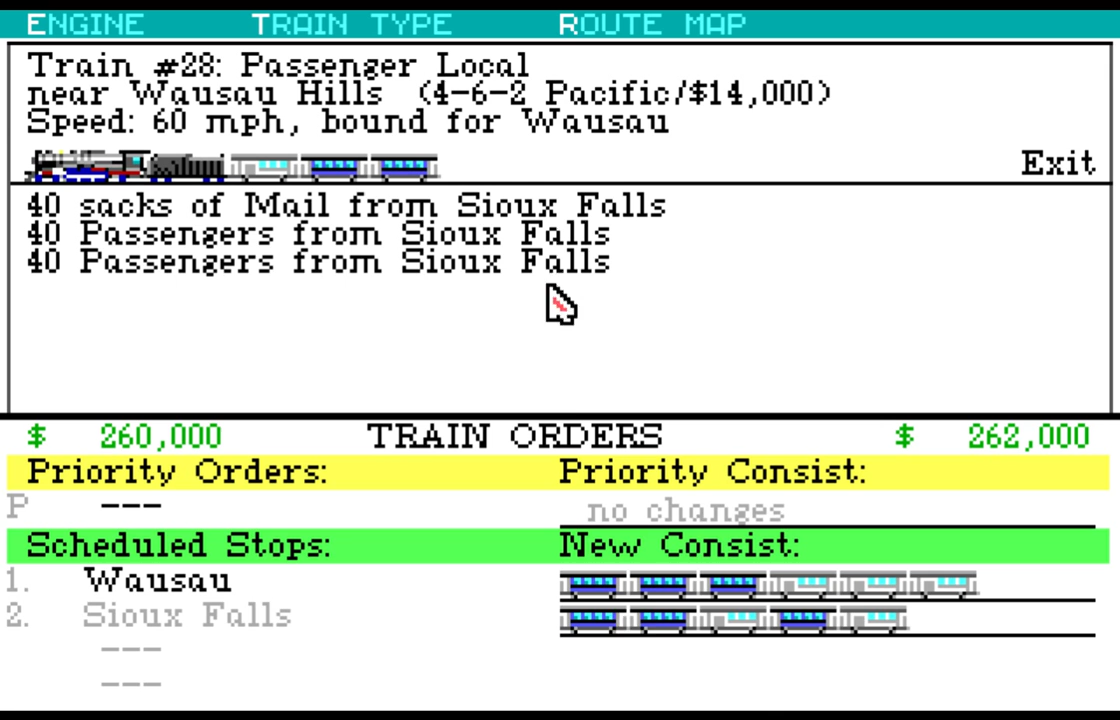 ENGINE TRAIN TYPE ROUTE MAP
Train #28: Passenger Local
near Wausau Hills (4-6-2 Pacific/$14,000)
Speed: 60 mph, bound for Wausau
Exit
40 sacks of Mail from Sioux Falls
40 Passengers from Sioux Falls
40 Passengers from Sioux Falls
$ 260,000 TRAIN ORDERS $ 262,000
Priority Orders: Priority Consist:
P --- no changes
Scheduled Stops: New Consist:
1. Wausau
2. Sioux Falls
---
---